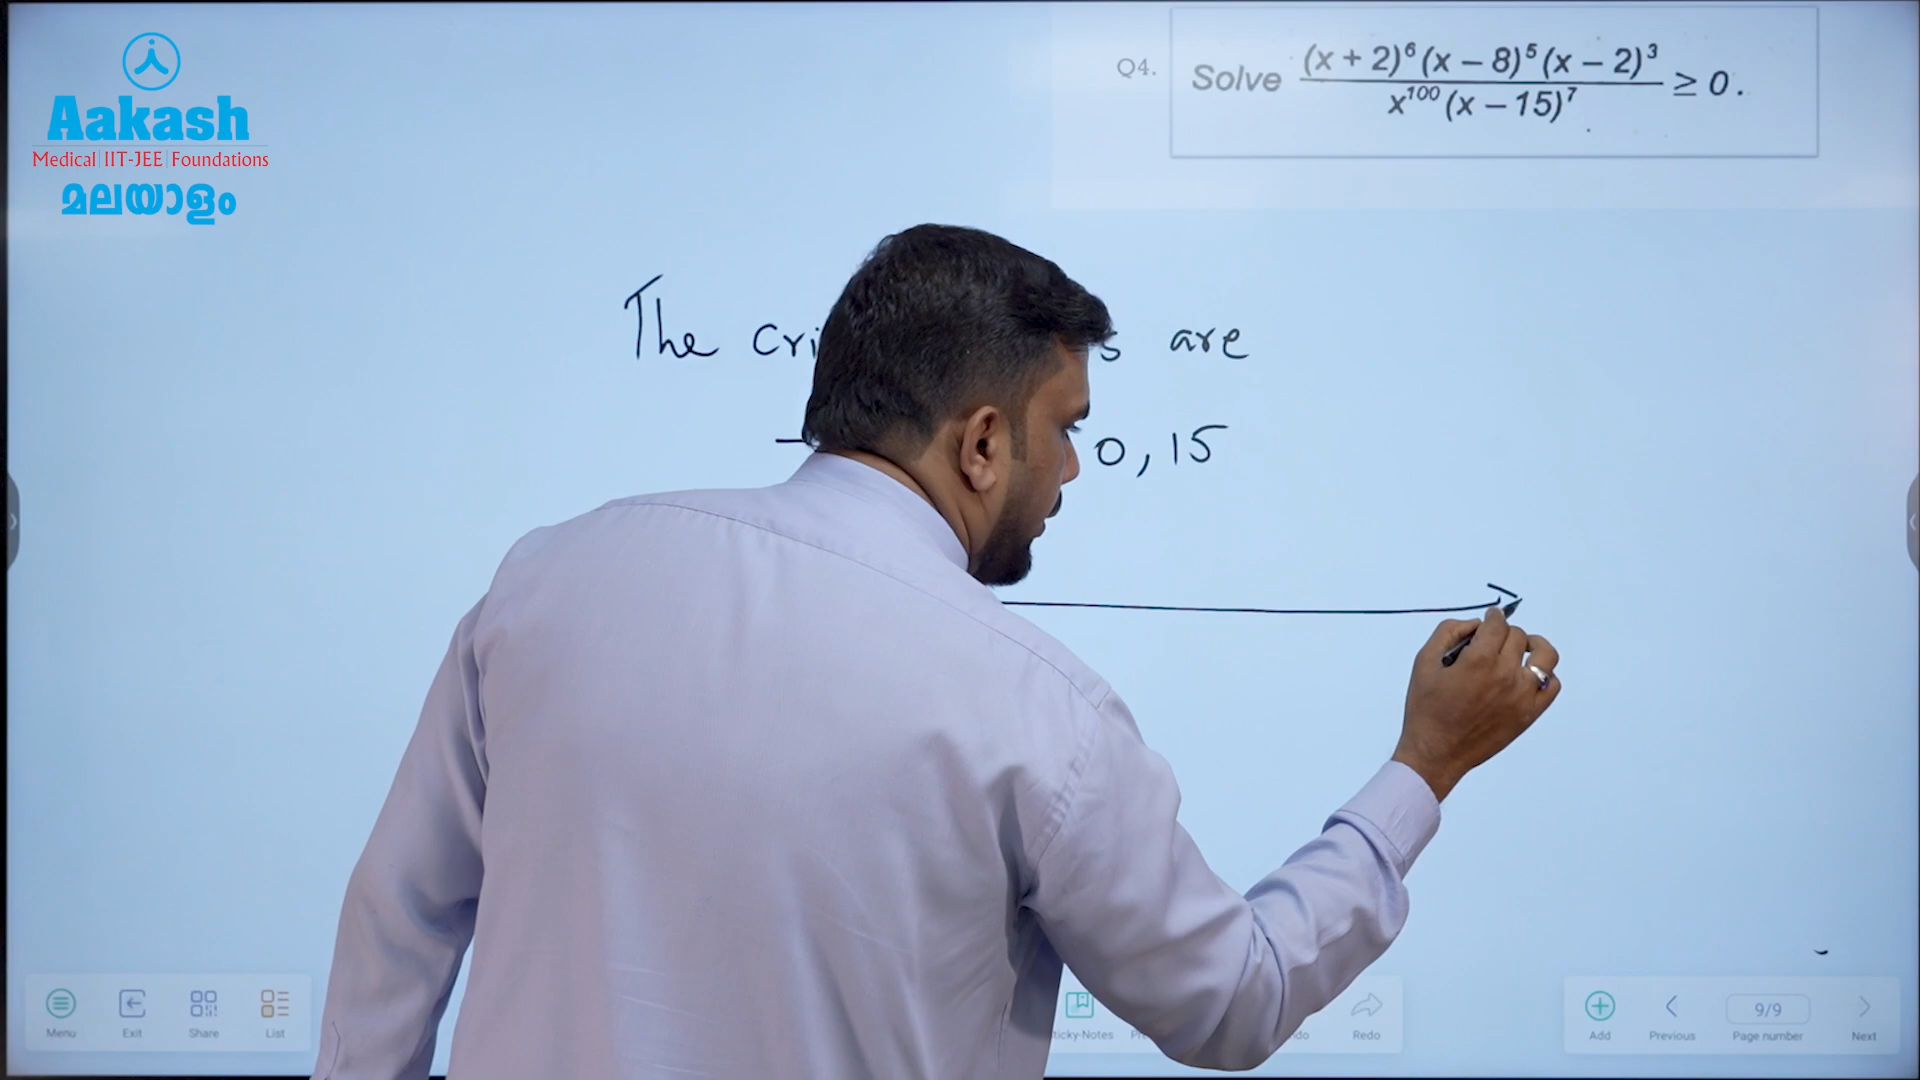 Aakash
Medical|IIT-JEE|Foundations
മലയാളം
Q4. Solve (x + 2)⁶(x – 8)⁵(x – 2)³ / x¹⁰⁰(x – 15)⁷ ≥ 0.
The are
0, 15
Menu Exit Share List Redo Add Previous 9/9 Page number Next